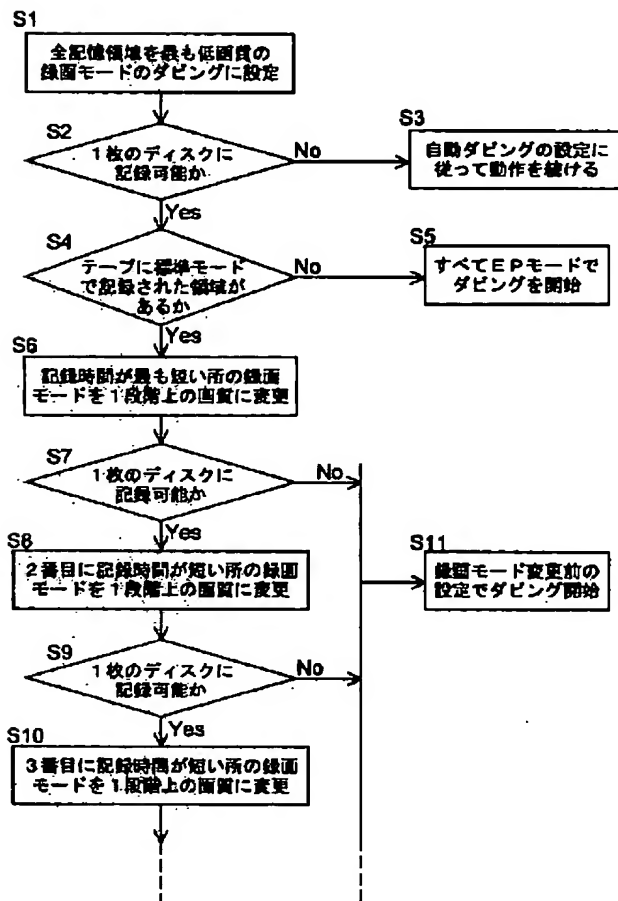 S1
全記憶領域を最も低画質の
録画モードのダビングに設定
S2
1枚のディスクに
記録可能か
No
S3
自動ダビングの設定に
従って動作を続ける
Yes
S4
テープに標準モード
で記録された領域が
あるか
No
S5
すべてEPモードで
ダビングを開始
Yes
S6
記録時間が最も短い所の録画
モードを1段階上の画質に変更
S7
1枚のディスクに
記録可能か
No
Yes
S8
2番目に記録時間が短い所の録画
モードを1段階上の画質に変更
S11
録画モード変更前の
設定でダビング開始
S9
1枚のディスクに
記録可能か
No
Yes
S10
3番目に記録時間が短い所の録画
モードを1段階上の画質に変更